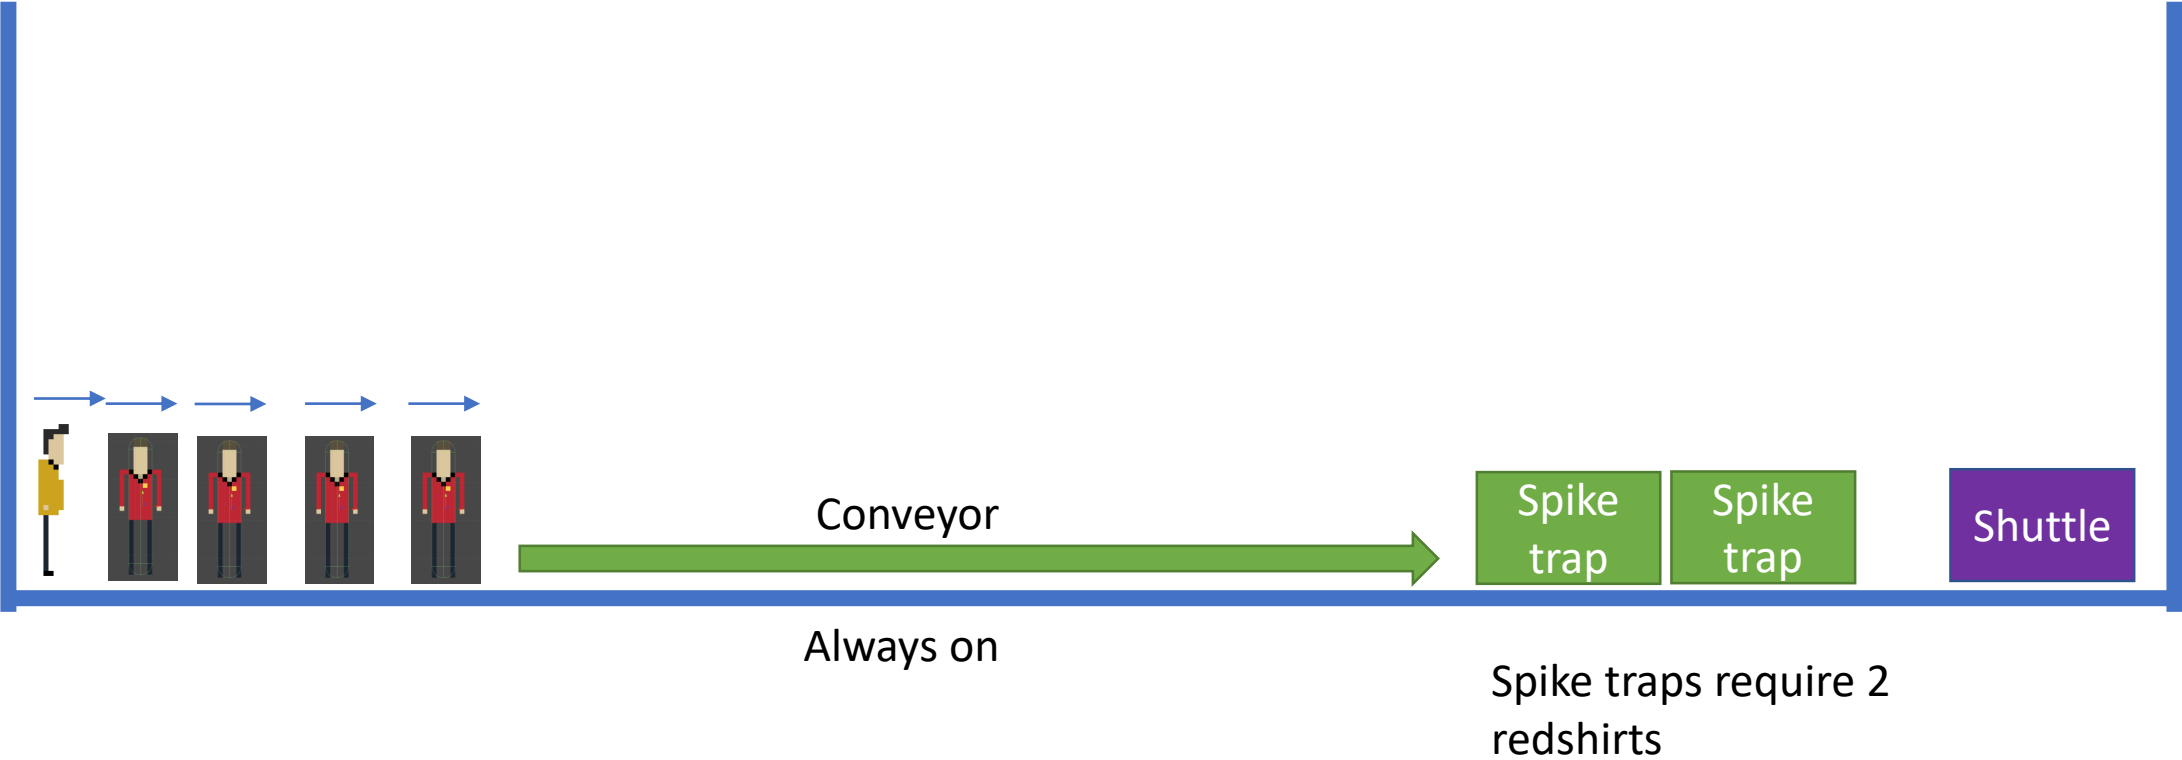 Conveyor
Spike
trap
Spike
trap
Shuttle
Always on
Spike traps require 2
redshirts